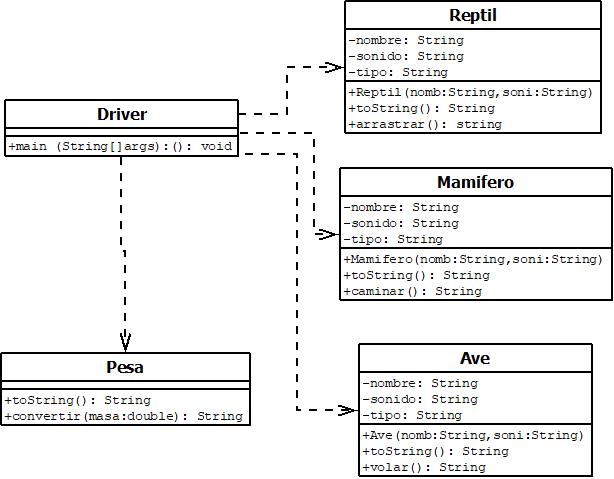 Reptil
-nombre: String
-sonido: String
-tipo: String
+Reptil(nomb:String,soni:String)
+toString(): String
+arrastrar(): string
Driver
+main (String[]args):(): void
Mamifero
-nombre: String
-sonido: String
-tipo: String
+Mamifero(nomb:String,soni:String)
+toString(): String
+caminar(): String
Pesa
+toString(): String
+convertir(masa:double): String
Ave
-nombre: String
-sonido: String
-tipo: String
+Ave(nomb:String,soni:String)
+toString(): String
+volar(): String